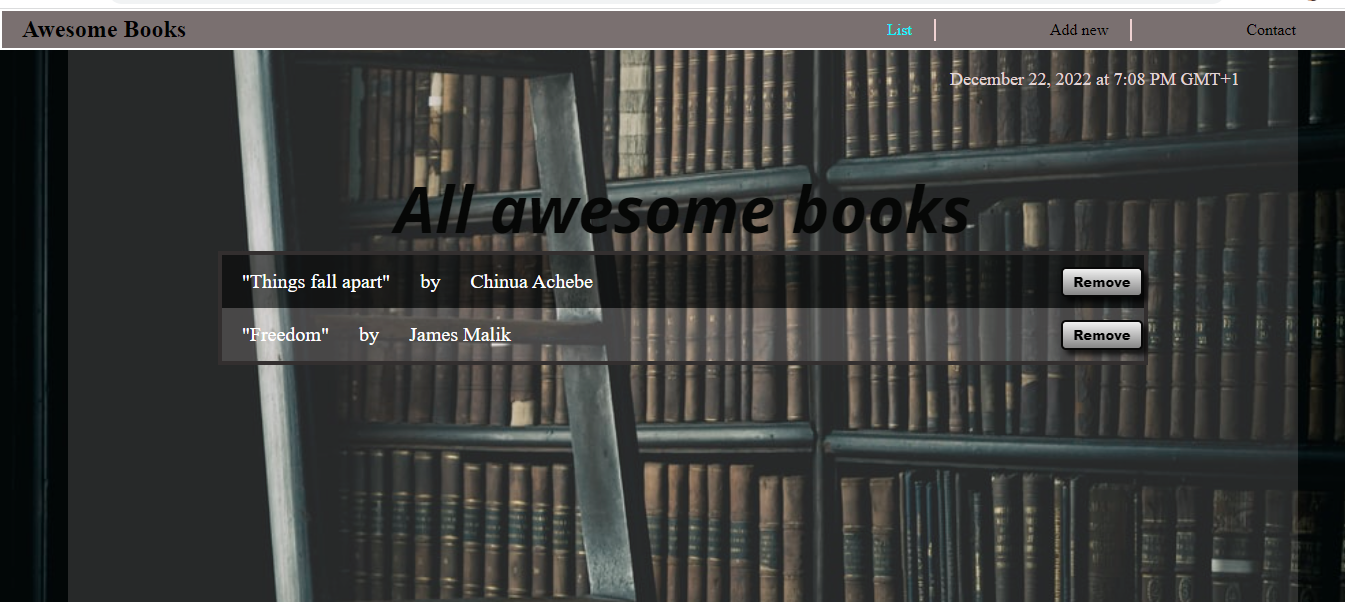 Awesome Books List Add new Contact
December 22, 2022 at 7:08 PM GMT+1
All awesome books
"Things fall apart" by Chinua Achebe Remove
"Freedom" by James Malik Remove